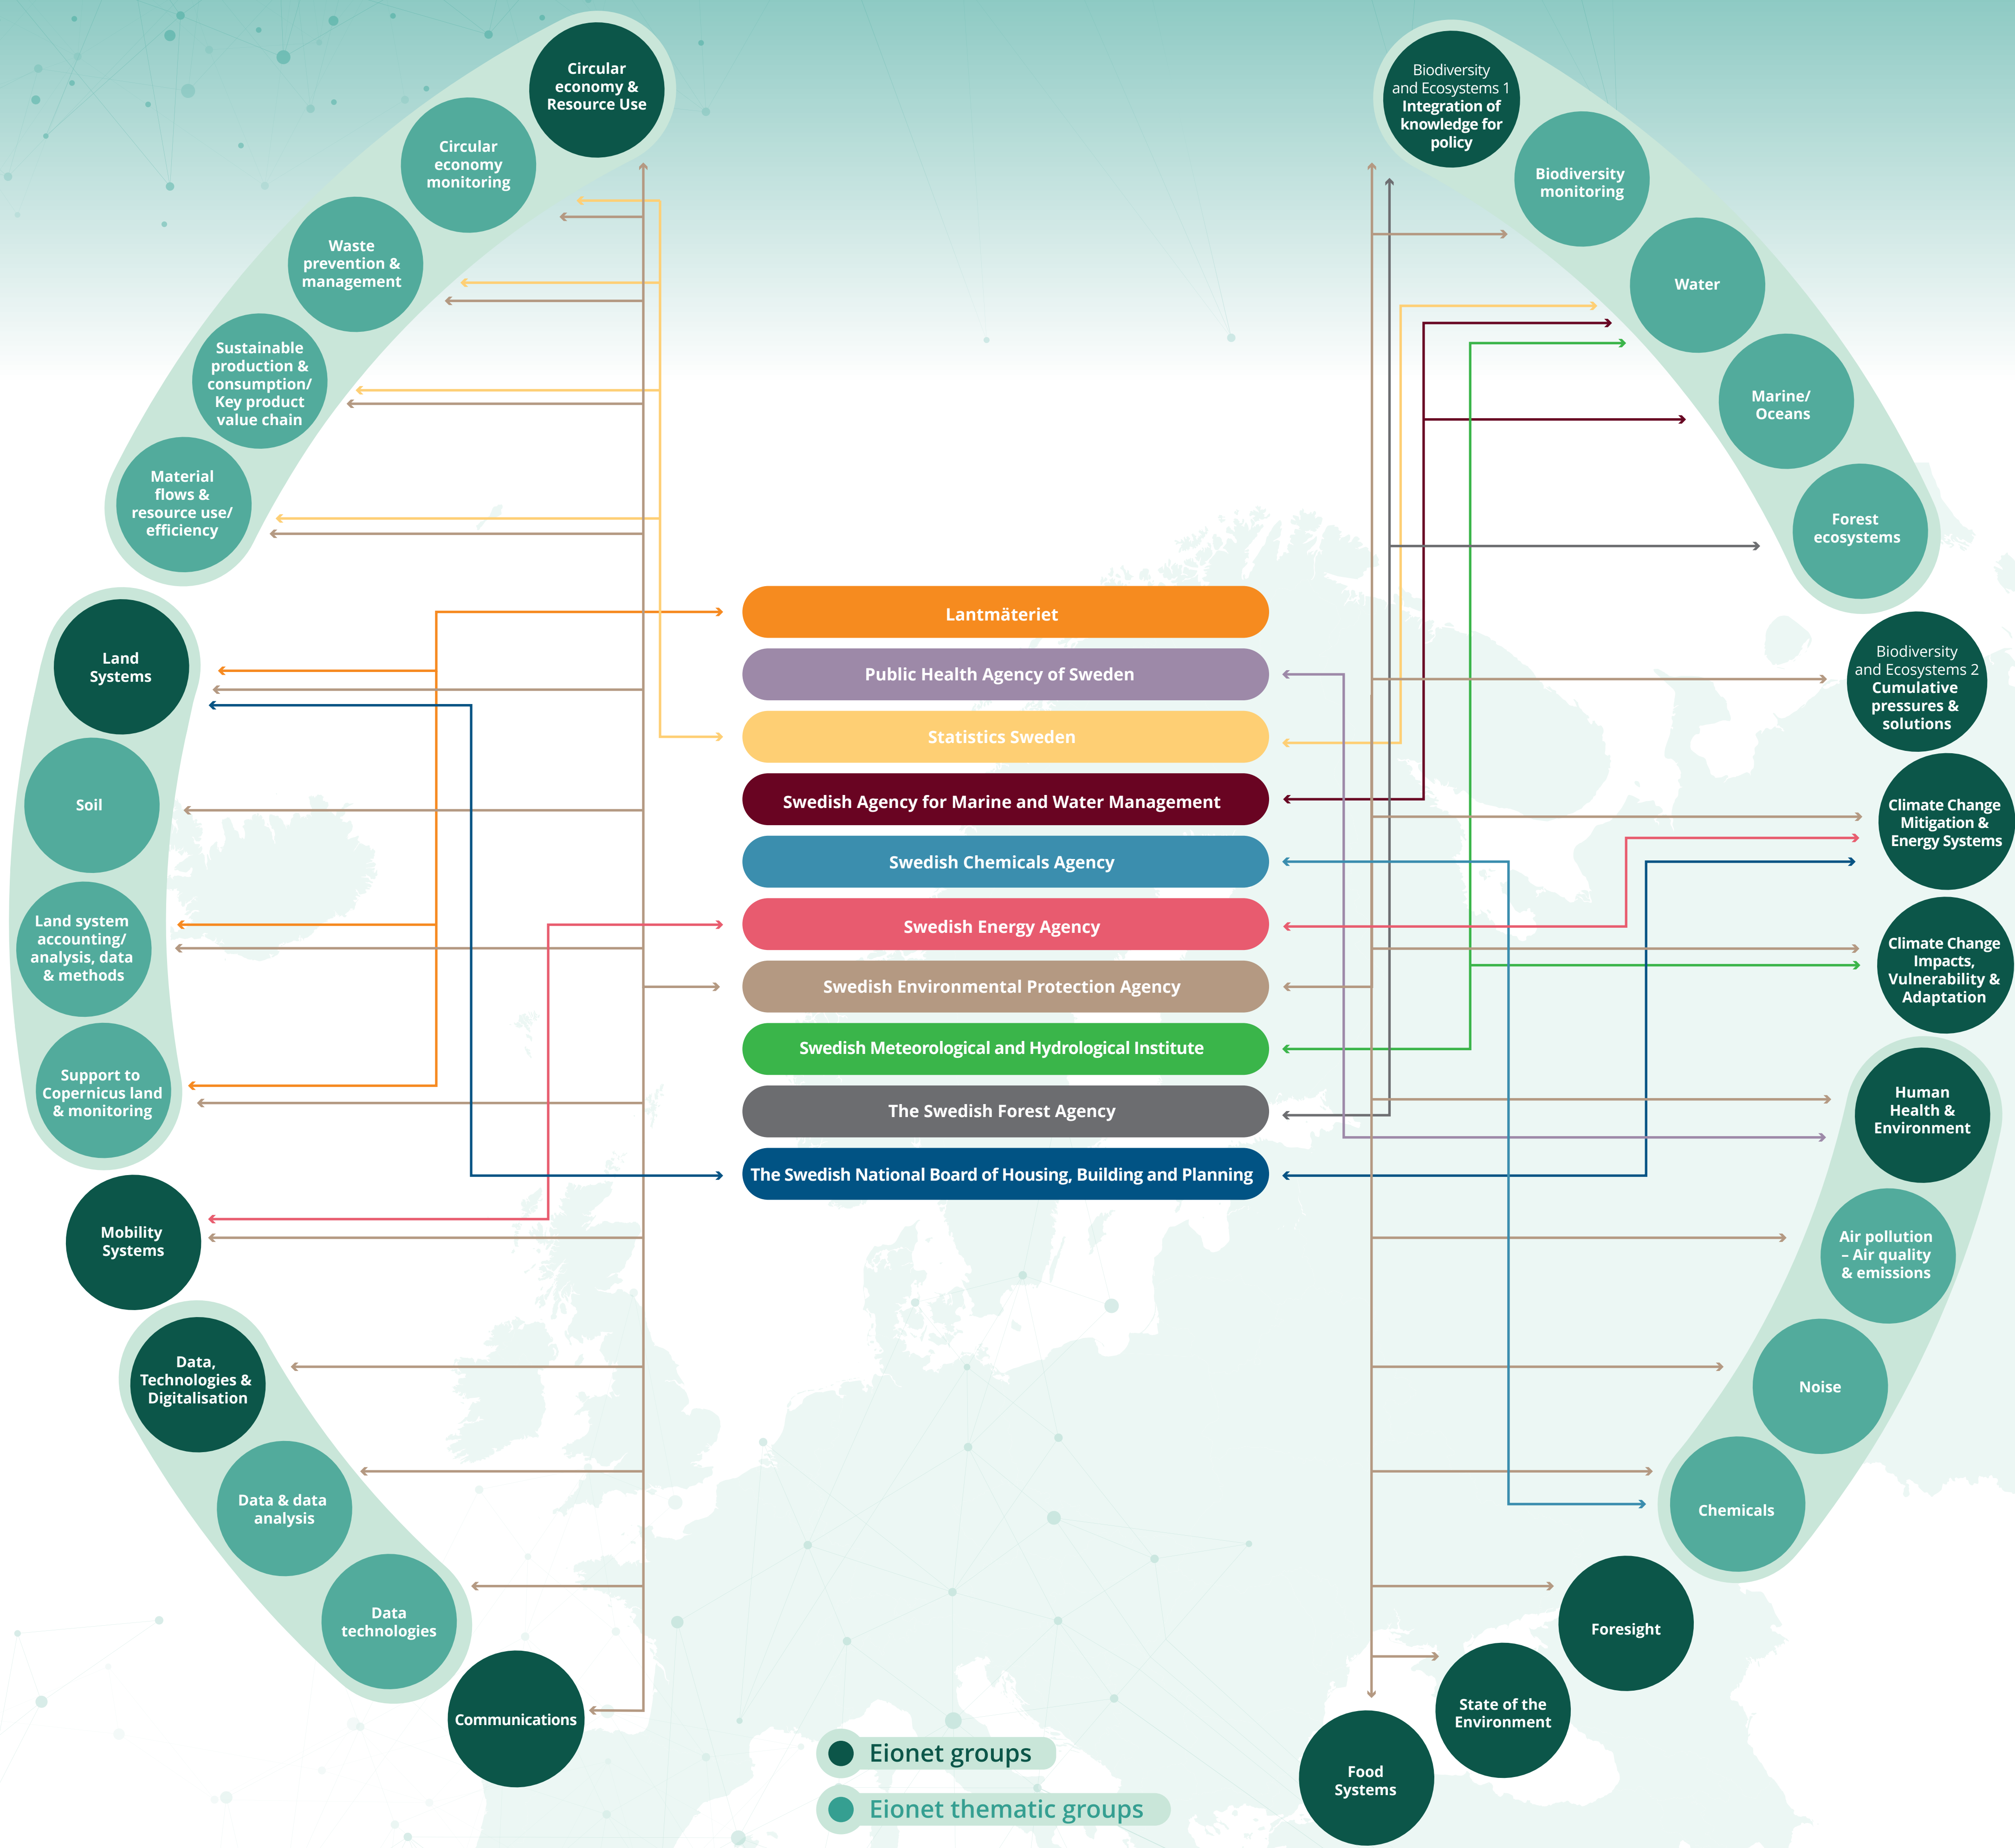 Circular
economy &
Resource Use
Circular
economy
monitoring
Waste
prevention &
management
Sustainable
production &
consumption/
Key product
value chain
Material
flows &
resource use/
efficiency
Land
Systems
Soil
Land system
accounting/
analysis, data
& methods
Support to
Copernicus land
& monitoring
Mobility
Systems
Data,
Technologies &
Digitalisation
Data & data
analysis
Data
technologies
Communications
Lantmäteriet
Public Health Agency of Sweden
Statistics Sweden
Swedish Agency for Marine and Water Management
Swedish Chemicals Agency
Swedish Energy Agency
Swedish Environmental Protection Agency
Swedish Meteorological and Hydrological Institute
The Swedish Forest Agency
The Swedish National Board of Housing, Building and Planning
Biodiversity
and Ecosystems 1
Integration of
knowledge for
policy
Biodiversity
monitoring
Water
Marine/
Oceans
Forest
ecosystems
Biodiversity
and Ecosystems 2
Cumulative
pressures &
solutions
Climate Change
Mitigation &
Energy Systems
Climate Change
Impacts,
Vulnerability &
Adaptation
Human
Health &
Environment
Air pollution
– Air quality
& emissions
Noise
Chemicals
Foresight
State of the
Environment
Food
Systems
Eionet groups
Eionet thematic groups